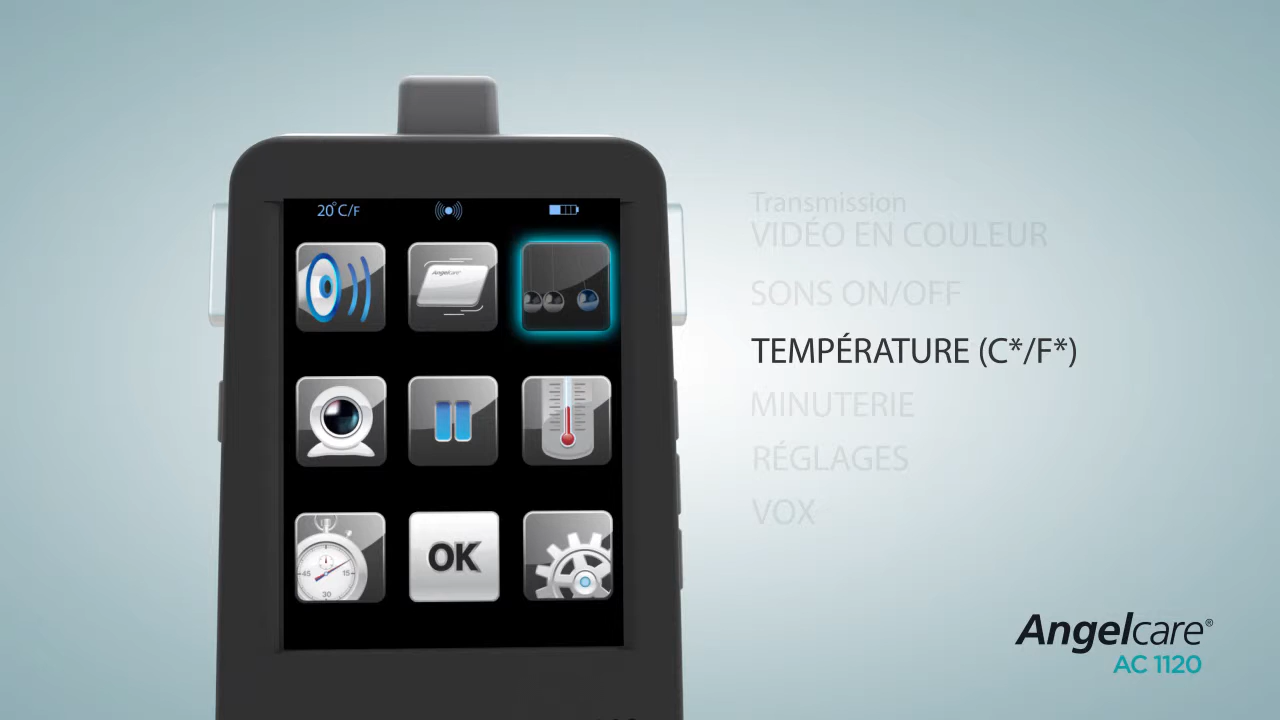 20°C/F
Angelcare
OK
45
15
30
Transmission
VIDÉO EN COULEUR
SONS ON/OFF
TEMPÉRATURE (C*/F*)
MINUTERIE
RÉGLAGES
VOX
Angelcare®
AC 1120